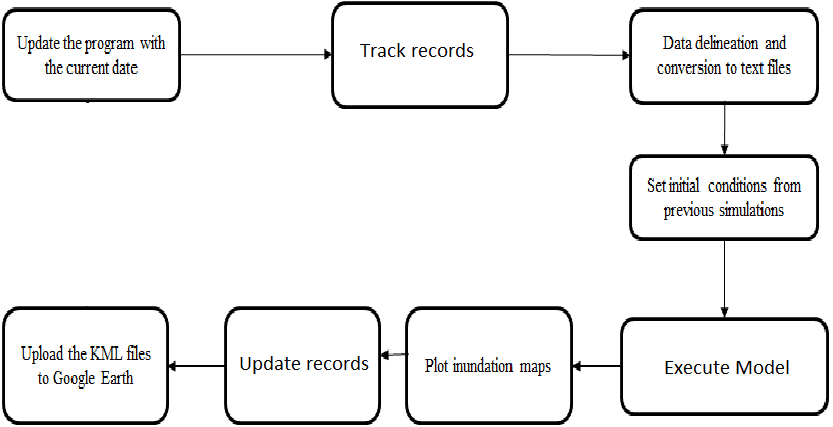 Update the program with
the current date
Track records
Data delineation and
conversion to text files
Set initial conditions from
previous simulations
Execute Model
Plot inundation maps
Update records
Upload the KML files
to Google Earth